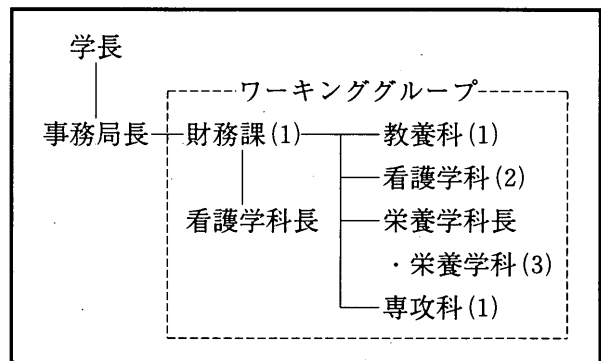 学長
ワーキンググループ
事務局長 財務課(1) 教養科(1)
看護学科(2)
看護学科長 栄養学科長
・栄養学科(3)
専攻科(1)